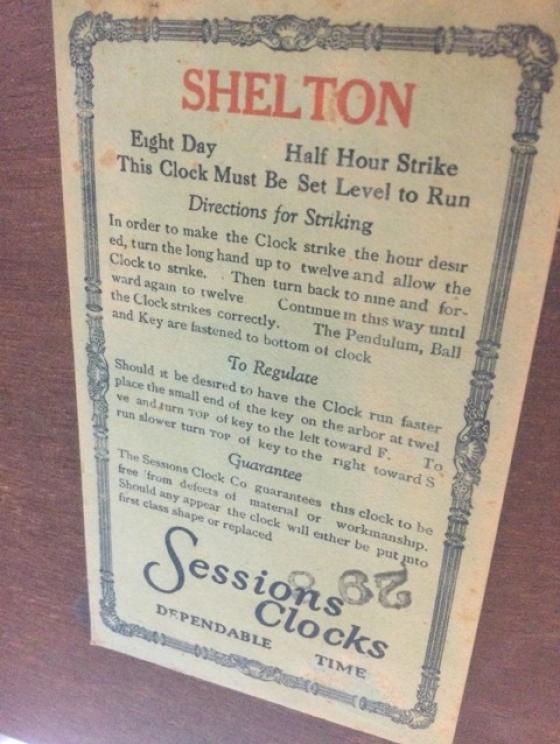 SHELTON
Eight Day Half Hour Strike
This Clock Must Be Set Level to Run
Directions for Striking
In order to make the Clock strike the hour desir
ed, turn the long hand up to twelve and allow the
Clock to strike. Then turn back to nine and for-
ward again to twelve Continue in this way until
the Clock strikes correctly. The Pendulum, Ball
and Key are fastened to bottom of clock
To Regulate
Should it be desired to have the Clock run faster
place the small end of the key on the arbor at twel
ve and turn TOP of key to the left toward F. To
run slower turn TOP of key to the right toward S
Guarantee
The Sessions Clock Co guarantees this clock to be
free from defects of material or workmanship.
Should any appear the clock will either be put into
first class shape or replaced
Sessions
Clocks
DEPENDABLE TIME